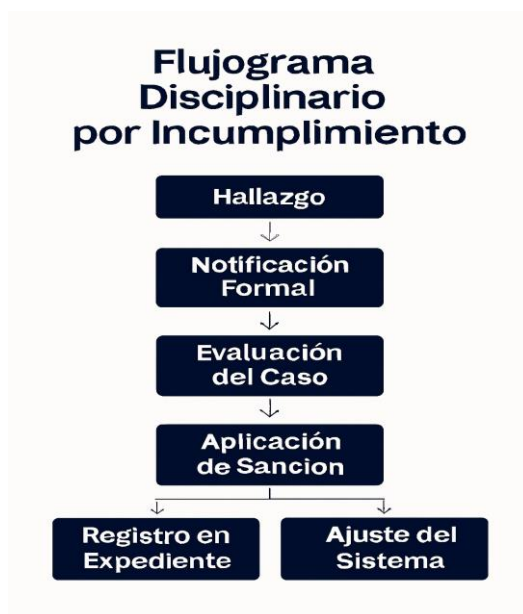 Flujograma
Disciplinario
por Incumplimiento
Hallazgo
Notificación
Formal
Evaluación
del Caso
Aplicación
de Sancion
Registro en
Expediente
Ajuste del
Sistema